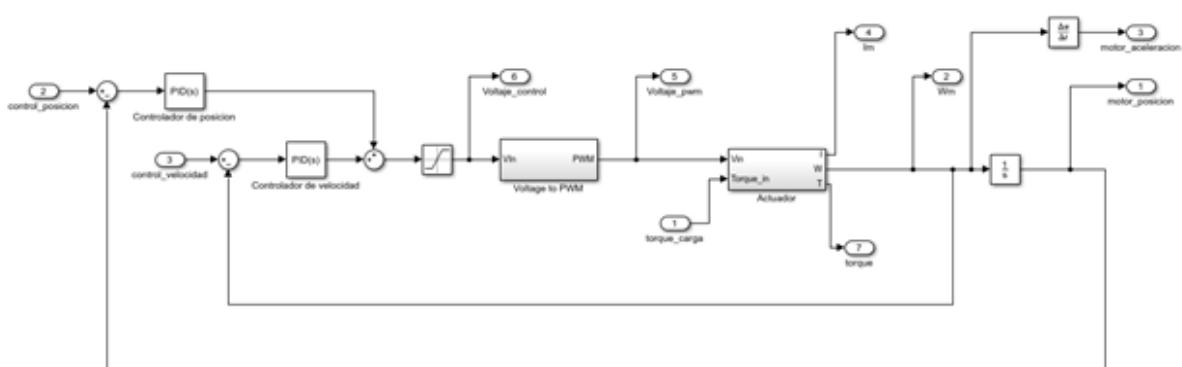 4
Im
Δu
Δt
3
motor_aceleracion
2
control_posicion
PID(s)
Controlador de posicion
6
Voltaje_control
5
Voltaje_pwm
2
Wm
1
motor_posicion
3
control_velocidad
PID(s)
Controlador de velocidad
Vin
PWM
Voltage to PWM
Vin
Torque_in
I
W
T
Actuador
1
s
1
torque_carga
7
torque